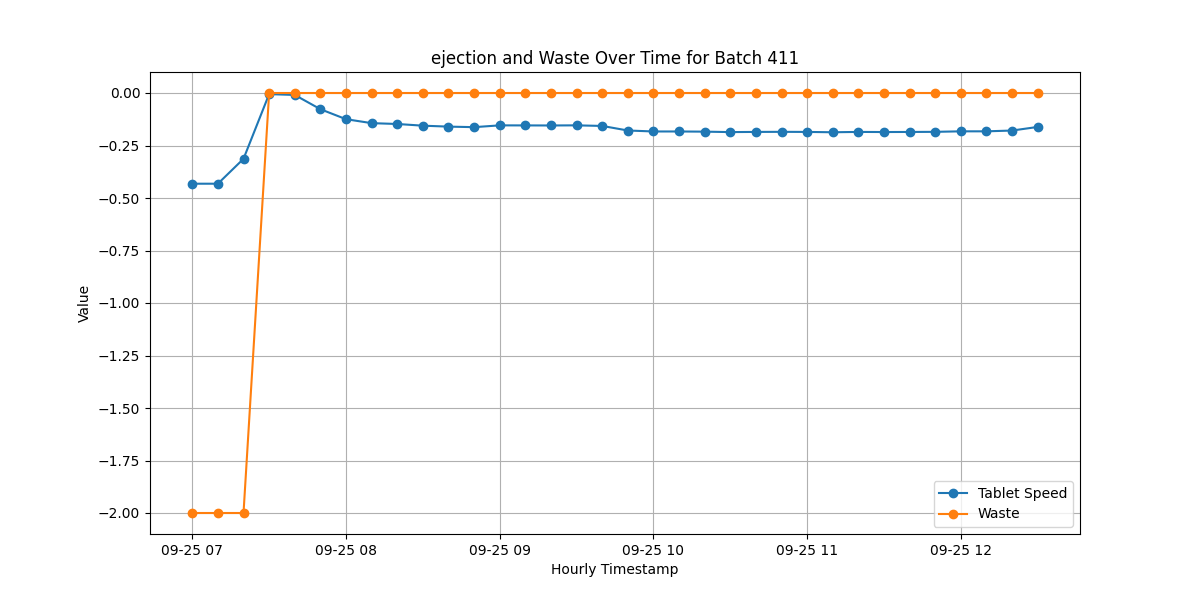 ejection and Waste Over Time for Batch 411
0.00
−0.25
−0.50
−0.75
−1.00
−1.25
−1.50
−1.75
−2.00
Value
Tablet Speed
Waste
09-25 07 09-25 08 09-25 09 09-25 10 09-25 11 09-25 12
Hourly Timestamp